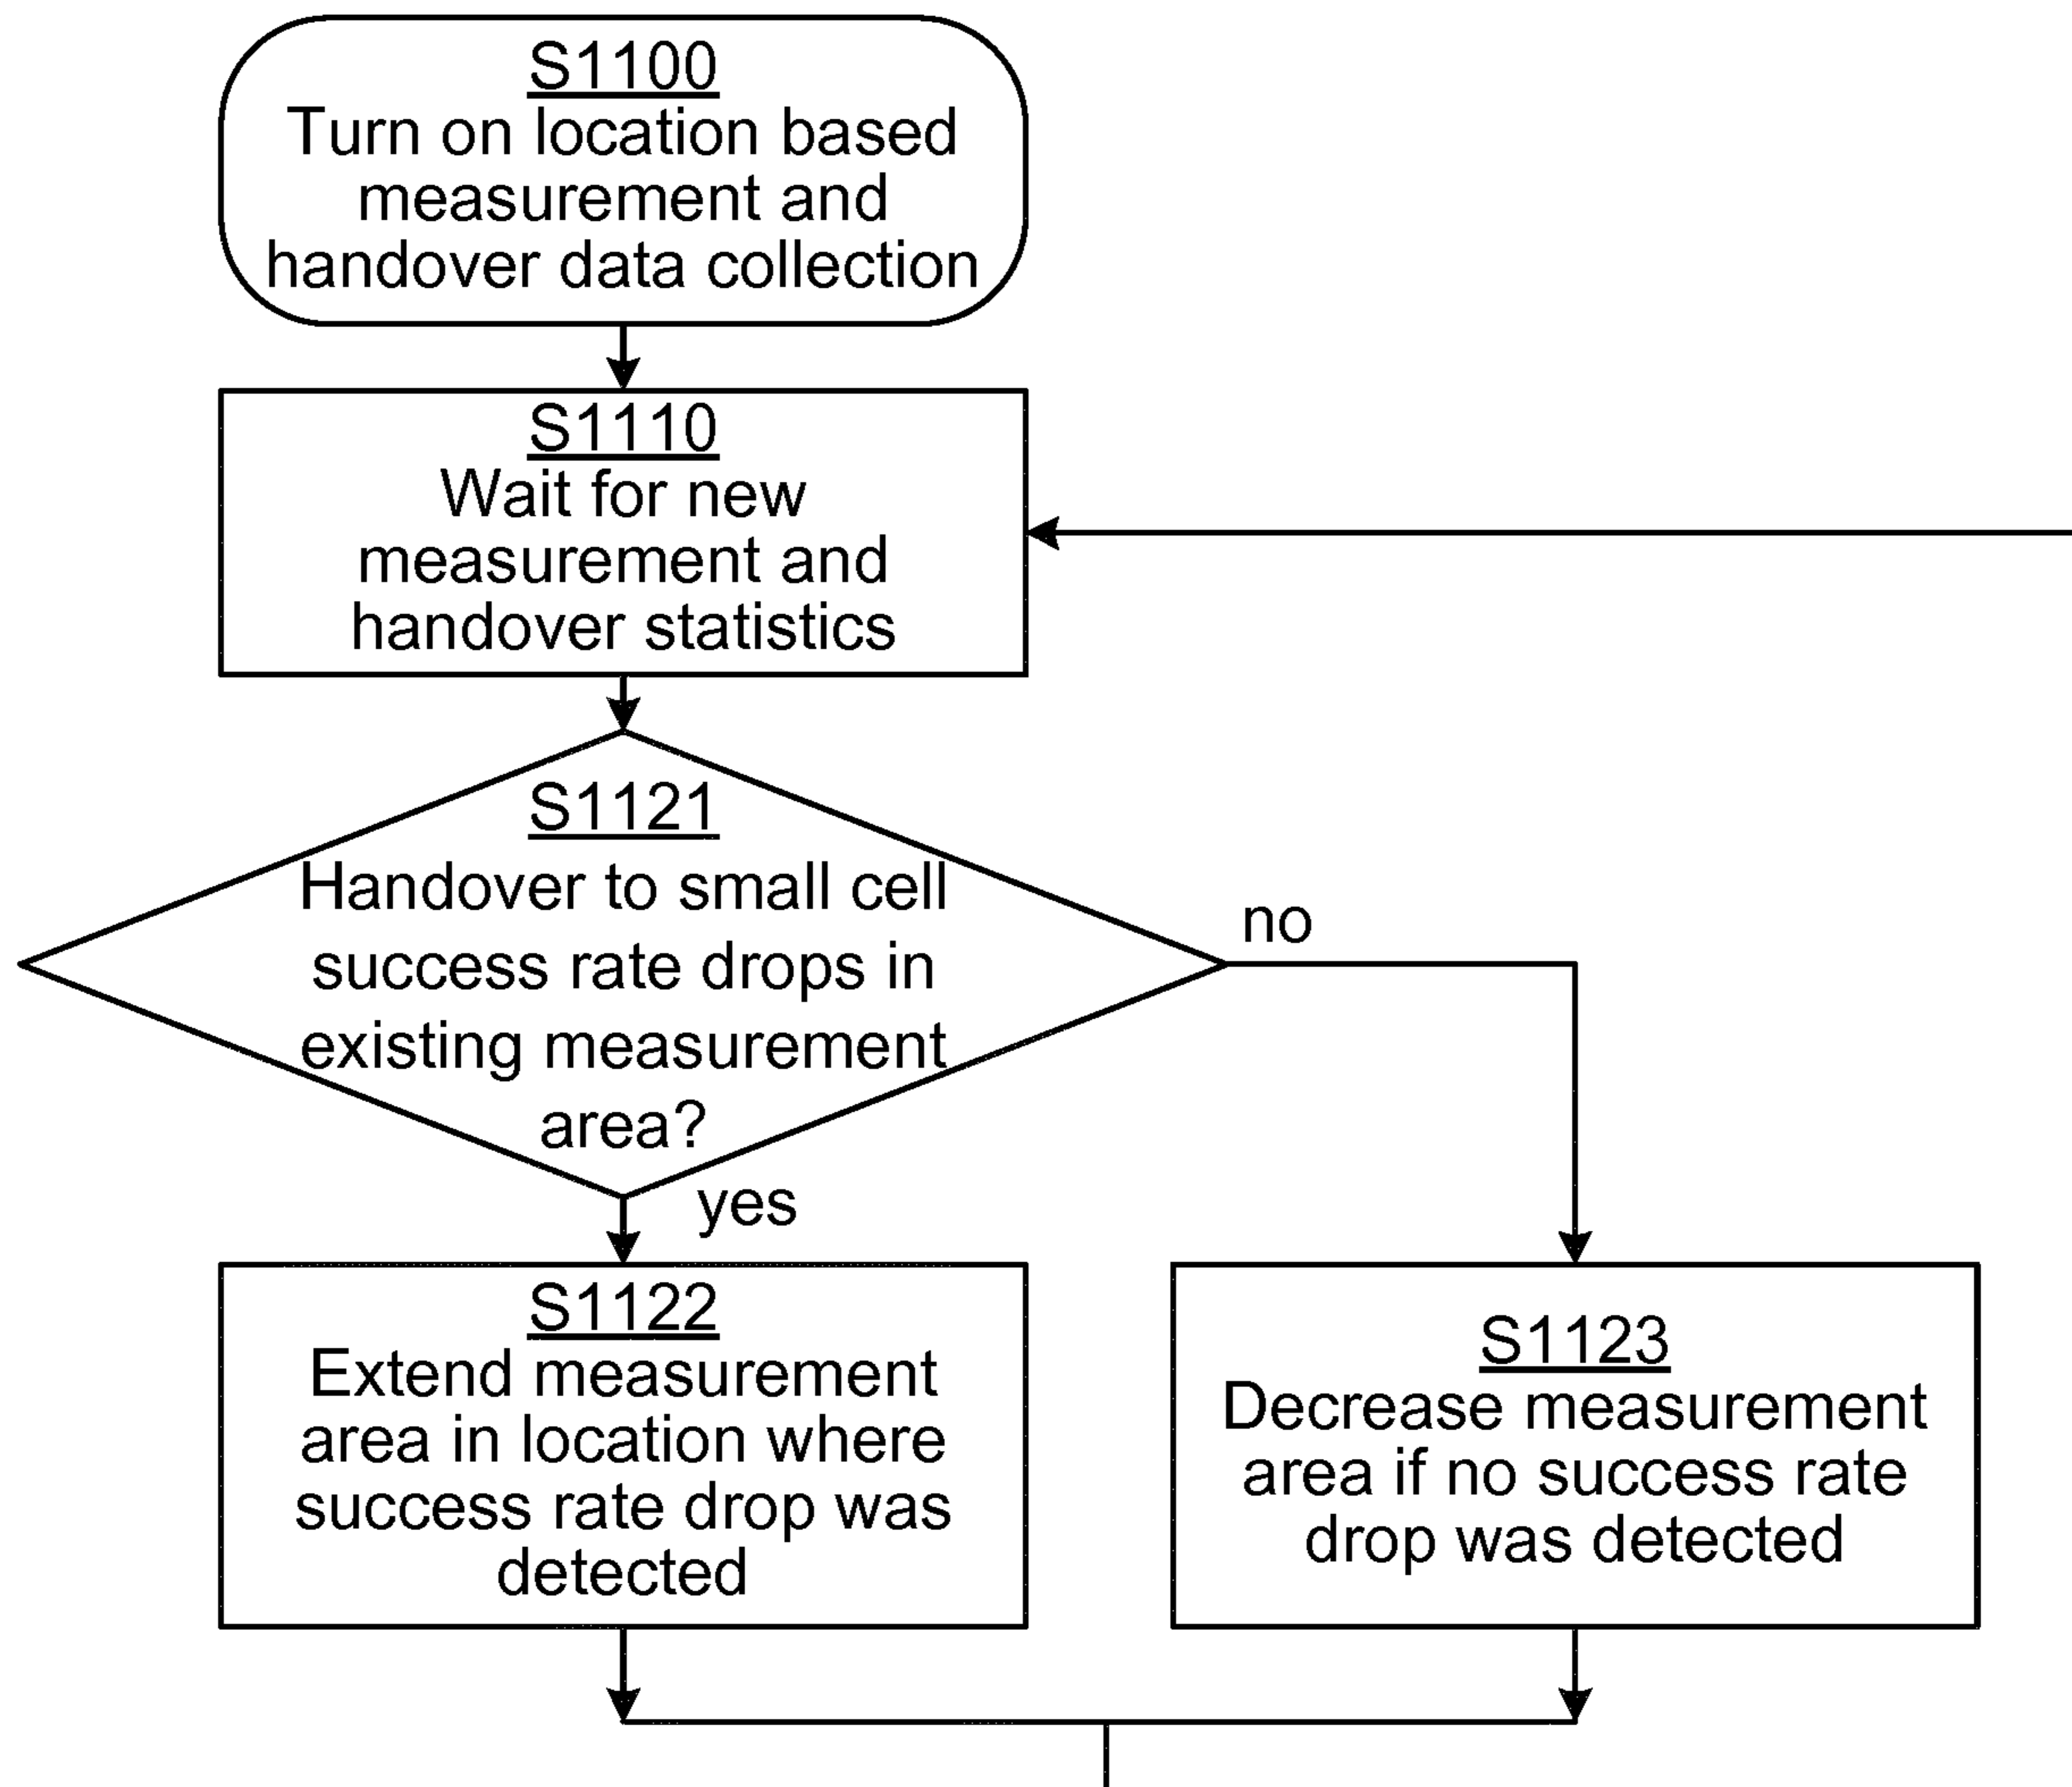 S1100
Turn on location based
measurement and
handover data collection
S1110
Wait for new
measurement and
handover statistics
S1121
Handover to small cell
success rate drops in
existing measurement
area?
no
yes
S1122
Extend measurement
area in location where
success rate drop was
detected
S1123
Decrease measurement
area if no success rate
drop was detected